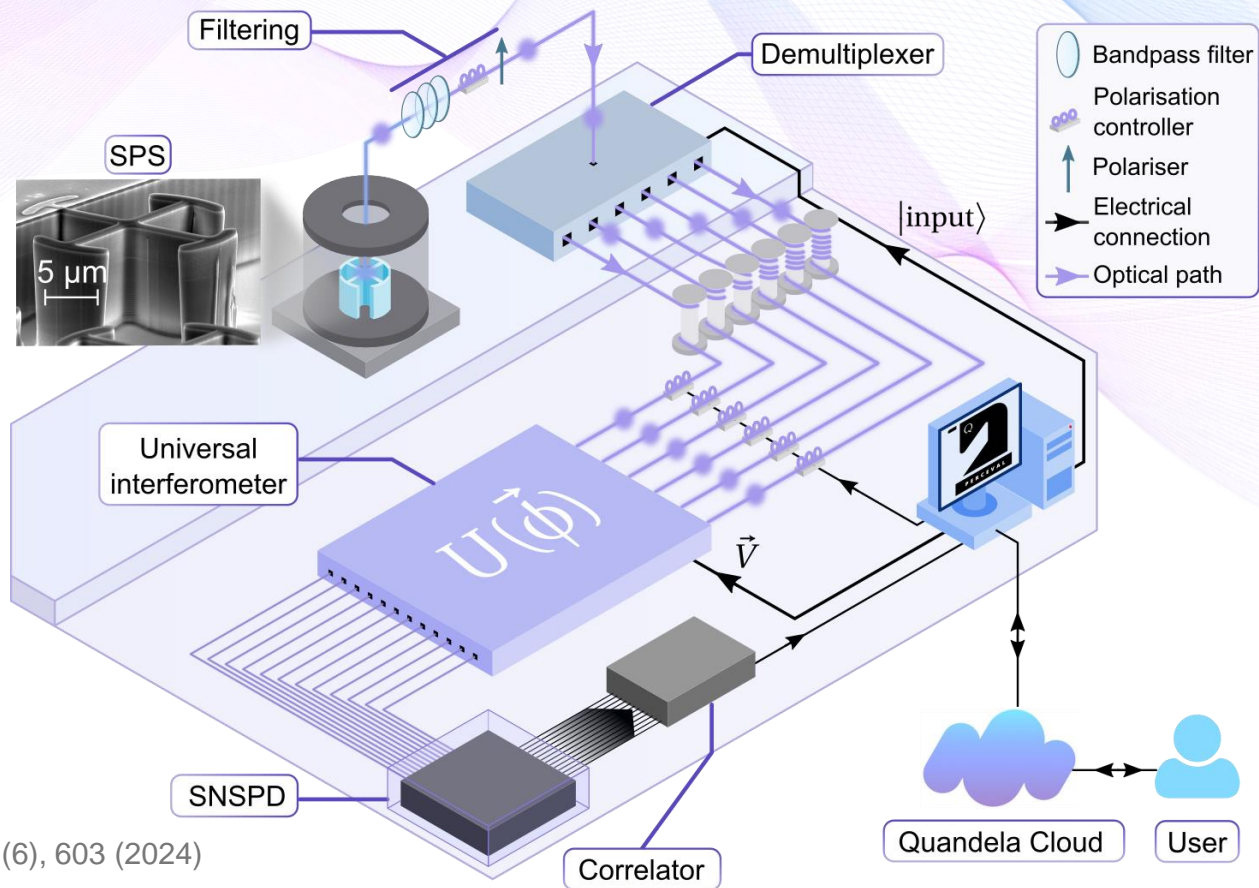 Filtering
Demultiplexer
SPS
5 μm
Bandpass filter
Polarisation
controller
Polariser
Electrical
connection
Optical path
|input⟩
Universal
interferometer
U(ϕ⃗)
V⃗
Q
PERCEVAL
SNSPD
Correlator
Quandela Cloud
User
(6), 603 (2024)